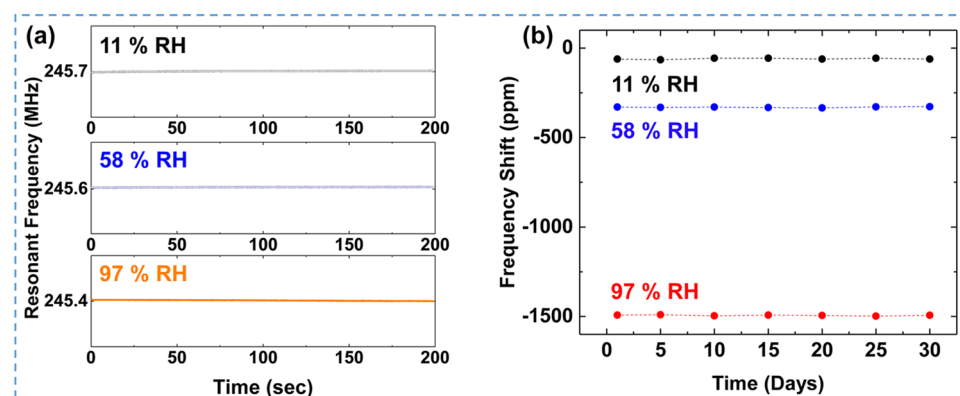 (a)
11 % RH
245.7
0 50 100 150 200
58 % RH
245.6
0 50 100 150 200
97 % RH
245.4
0 50 100 150 200
Resonant Frequency (MHz)
Time (sec)
(b)
0
-500
-1000
-1500
11 % RH
58 % RH
97 % RH
0 5 10 15 20 25 30
Frequency Shift (ppm)
Time (Days)